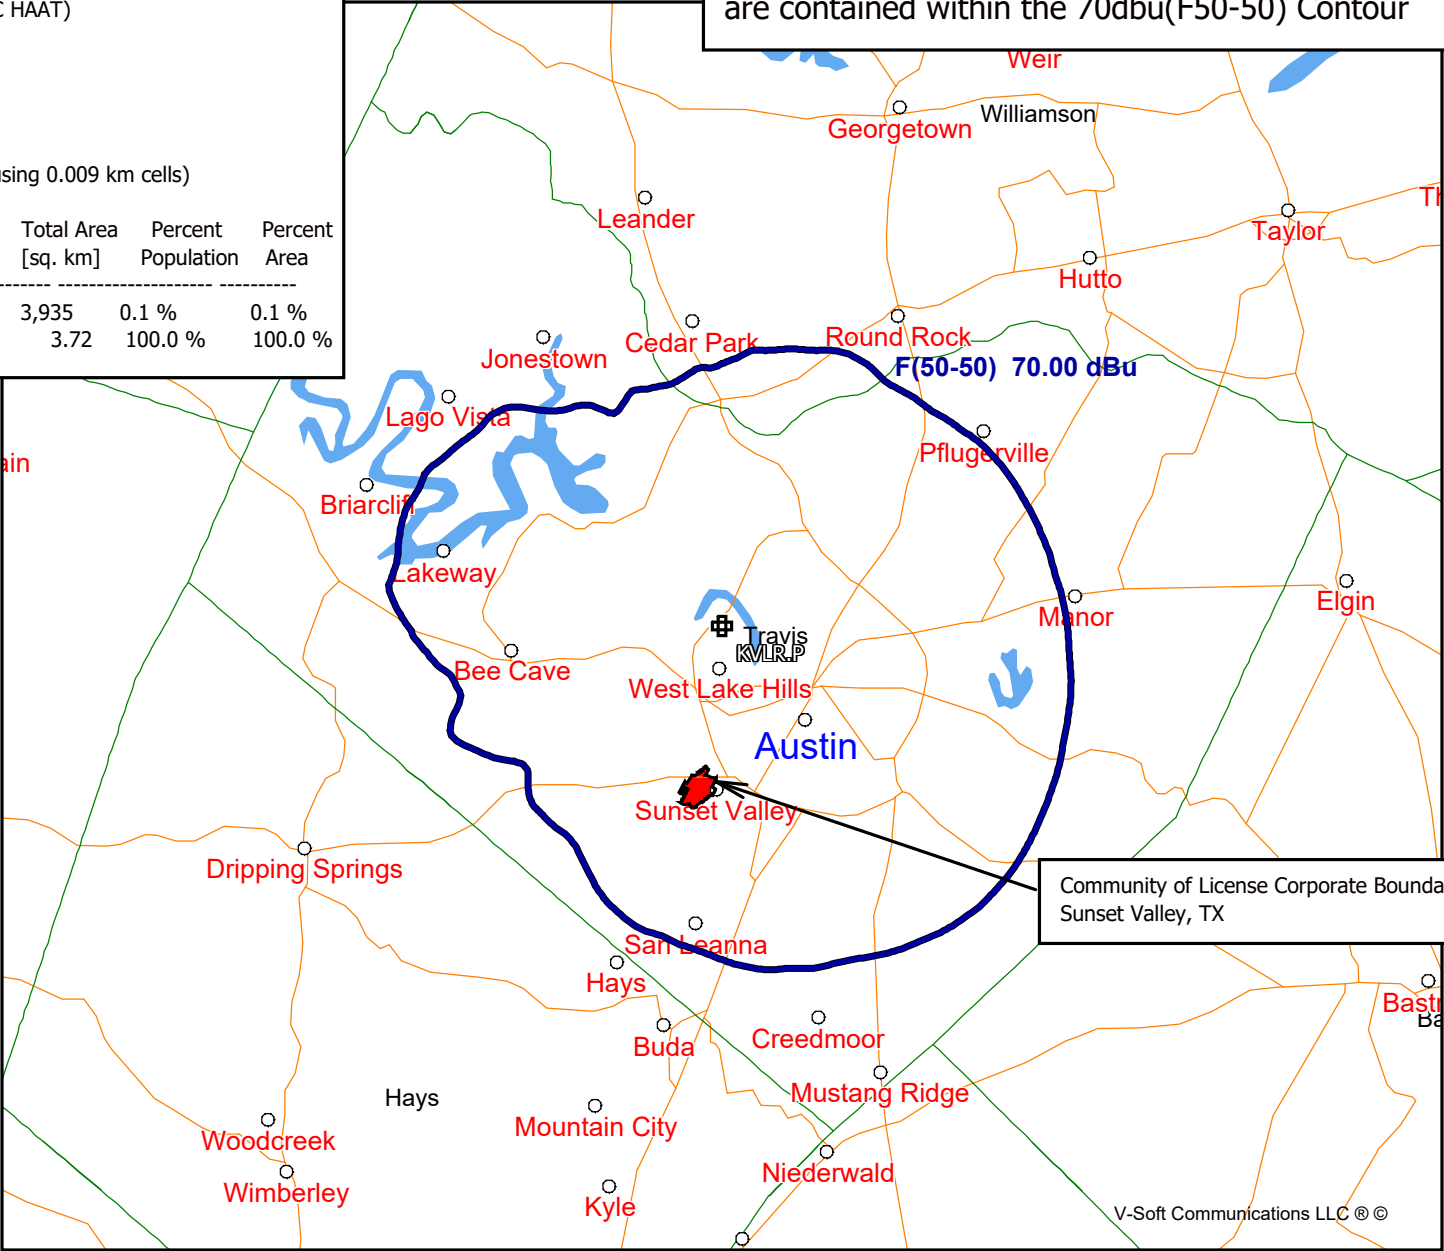 C HAAT)
are contained within the 70dbu(F50-50) Contour
using 0.009 km cells)
Total Area Percent Percent
[sq. km] Population Area
------- -------------------- ----------
3,935 0.1 % 0.1 %
3.72 100.0 % 100.0 %
Weir
Williamson
Georgetown
Leander
Taylor
Hutto
Cedar Park
Round Rock
Jonestown
F(50-50) 70.00 dBu
Lago Vista
Pflugerville
Briarcliff
Lakeway
Manor
Elgin
Travis
KVLR.P
Bee Cave
West Lake Hills
Austin
Sunset Valley
Dripping Springs
Community of License Corporate Bounda
Sunset Valley, TX
San Leanna
Hays
Bastr
Ba
Creedmoor
Buda
Mustang Ridge
Hays
Mountain City
Woodcreek
Niederwald
Wimberley
Kyle
V-Soft Communications LLC ® ©